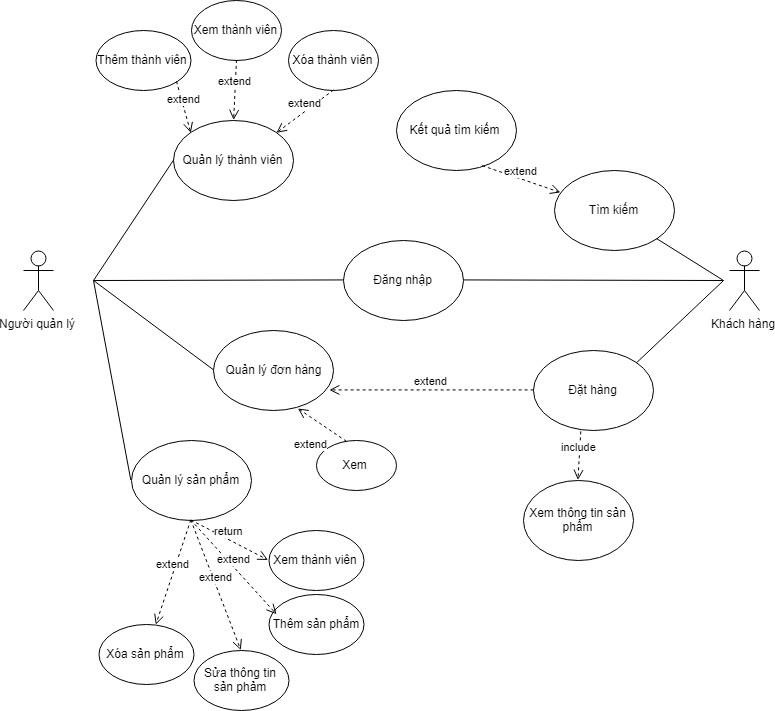 Xem thành viên
Thêm thành viên
Xóa thành viên
extend
extend
extend
Quản lý thành viên
Kết quả tìm kiếm
extend
Tìm kiếm
Đăng nhập
Người quản lý
Khách hàng
Quản lý đơn hàng
extend
Đặt hàng
extend
include
Xem
Quản lý sản phẩm
Xem thông tin sản
phẩm
return
extend
extend
extend
Xem thành viên
Thêm sản phẩm
Xóa sản phẩm
Sửa thông tin
sản phảm